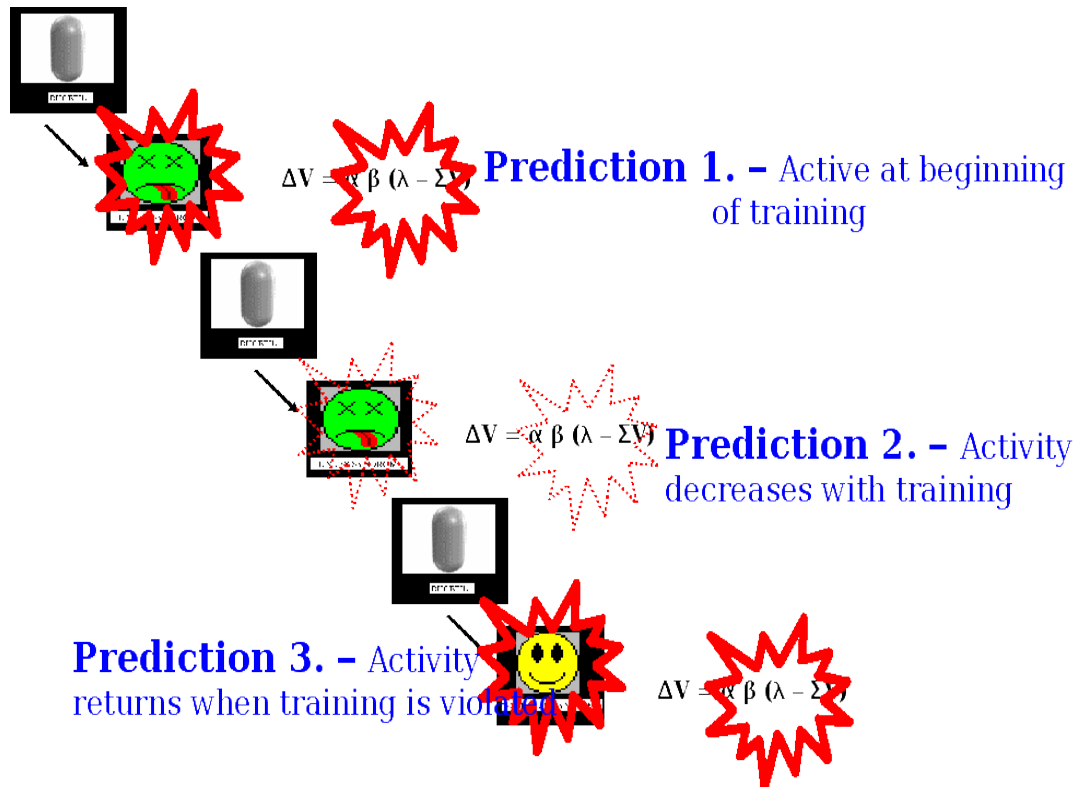 ΔV = α β (λ – ΣV)
Prediction 1. – Active at beginning
of training
ΔV = α β (λ – ΣV)
Prediction 2. – Activity
decreases with training
Prediction 3. – Activity
returns when training is violated
ΔV = α β (λ – ΣV)